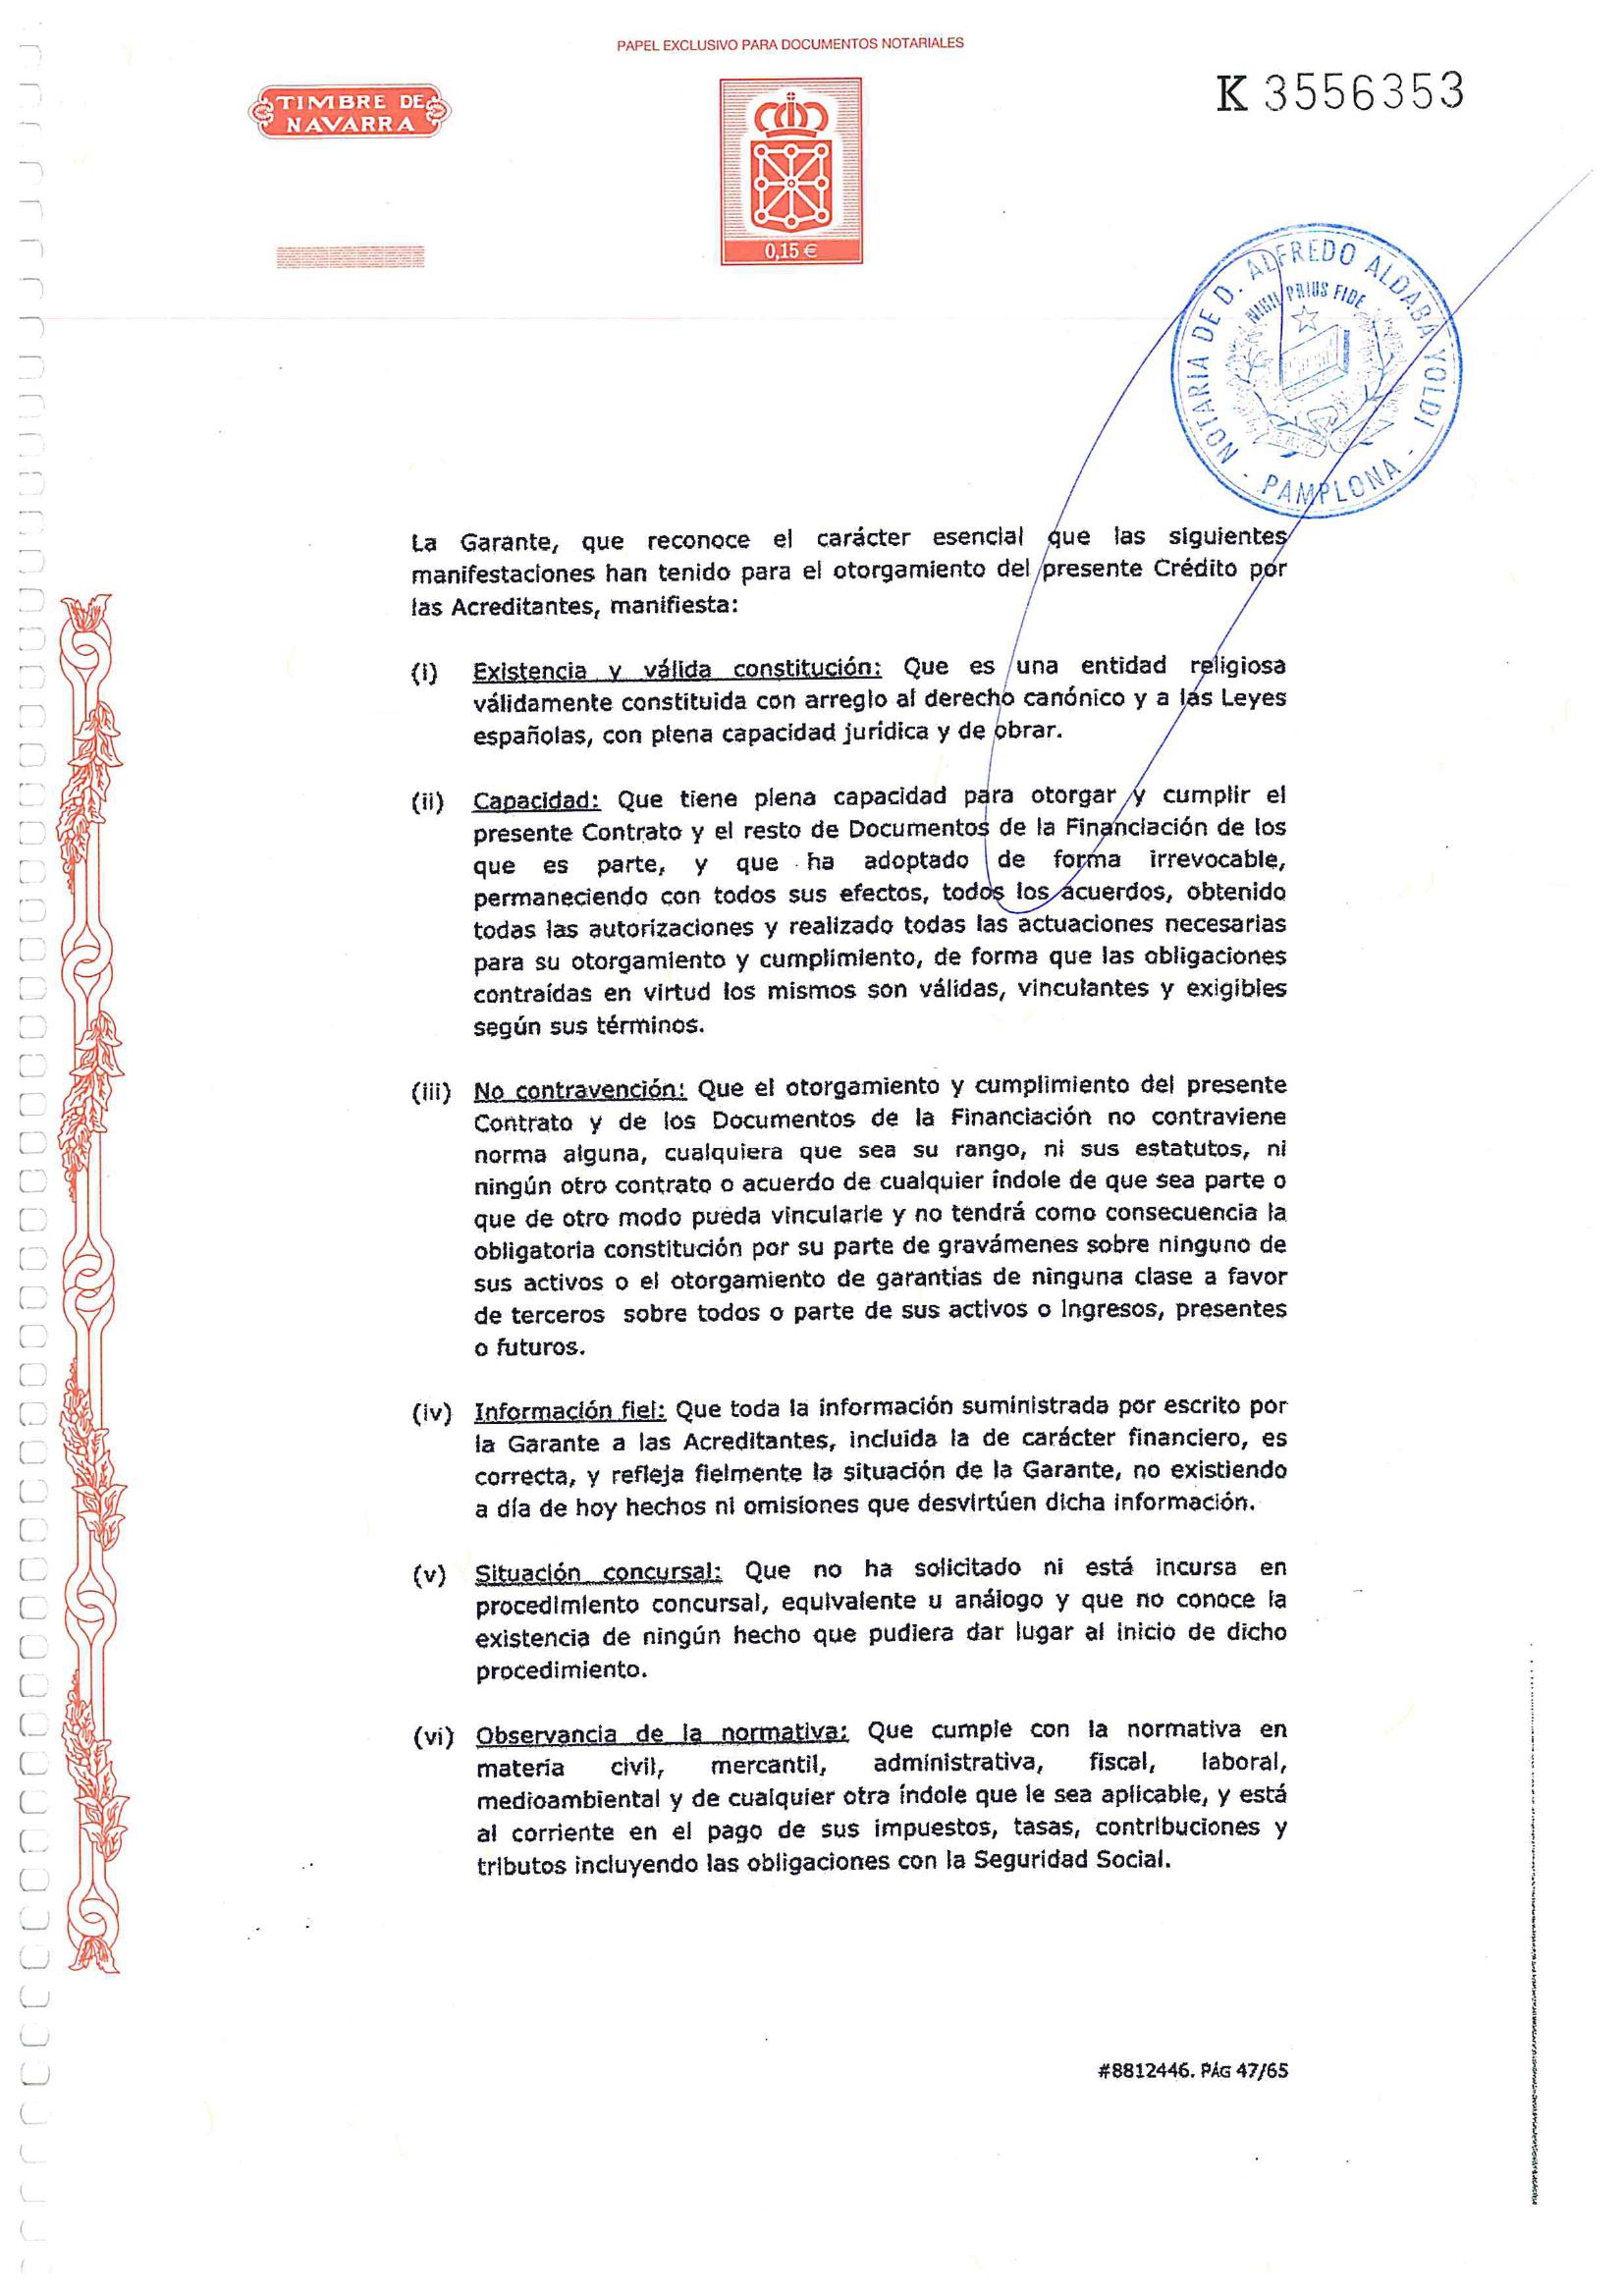 PAPEL EXCLUSIVO PARA DOCUMENTOS NOTARIALES
TIMBRE DE
NAVARRA
0,15 €
K 3556353
NOTARIA DE D. ALFREDO ALDABA YOLDI
- PAMPLONA -
NIHIL PRIUS FIDE
La Garante, que reconoce el carácter esencial que las siguientes
manifestaciones han tenido para el otorgamiento del presente Crédito por
las Acreditantes, manifiesta:
(i) Existencia y válida constitución: Que es una entidad religiosa
válidamente constituida con arreglo al derecho canónico y a las Leyes
españolas, con plena capacidad jurídica y de obrar.
(ii) Capacidad: Que tiene plena capacidad para otorgar y cumplir el
presente Contrato y el resto de Documentos de la Financiación de los
que es parte, y que ha adoptado de forma irrevocable,
permaneciendo con todos sus efectos, todos los acuerdos, obtenido
todas las autorizaciones y realizado todas las actuaciones necesarias
para su otorgamiento y cumplimiento, de forma que las obligaciones
contraídas en virtud los mismos son válidas, vinculantes y exigibles
según sus términos.
(iii) No contravención: Que el otorgamiento y cumplimiento del presente
Contrato y de los Documentos de la Financiación no contraviene
norma alguna, cualquiera que sea su rango, ni sus estatutos, ni
ningún otro contrato o acuerdo de cualquier índole de que sea parte o
que de otro modo pueda vincularle y no tendrá como consecuencia la
obligatoria constitución por su parte de gravámenes sobre ninguno de
sus activos o el otorgamiento de garantías de ninguna clase a favor
de terceros sobre todos o parte de sus activos o ingresos, presentes
o futuros.
(iv) Información fiel: Que toda la información suministrada por escrito por
la Garante a las Acreditantes, incluida la de carácter financiero, es
correcta, y refleja fielmente la situación de la Garante, no existiendo
a día de hoy hechos ni omisiones que desvirtúen dicha información.
(v) Situación concursal: Que no ha solicitado ni está incursa en
procedimiento concursal, equivalente u análogo y que no conoce la
existencia de ningún hecho que pudiera dar lugar al inicio de dicho
procedimiento.
(vi) Observancia de la normativa: Que cumple con la normativa en
materia civil, mercantil, administrativa, fiscal, laboral,
medioambiental y de cualquier otra índole que le sea aplicable, y está
al corriente en el pago de sus impuestos, tasas, contribuciones y
tributos incluyendo las obligaciones con la Seguridad Social.
#8812446. PÁG 47/65